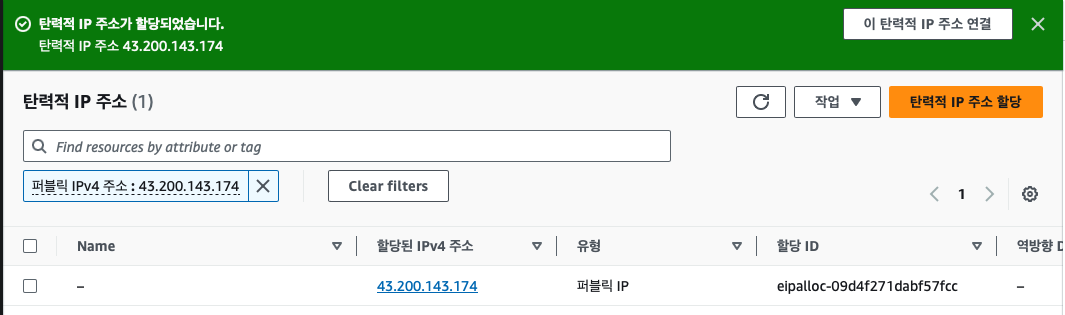 탄력적 IP 주소가 할당되었습니다.
탄력적 IP 주소 43.200.143.174
이 탄력적 IP 주소 연결
탄력적 IP 주소 (1)
작업
탄력적 IP 주소 할당
Find resources by attribute or tag
퍼블릭 IPv4 주소 : 43.200.143.174
Clear filters
1
Name 할당된 IPv4 주소 유형 할당 ID 역방향 D
– 43.200.143.174 퍼블릭 IP eipalloc-09d4f271dabf57fcc –